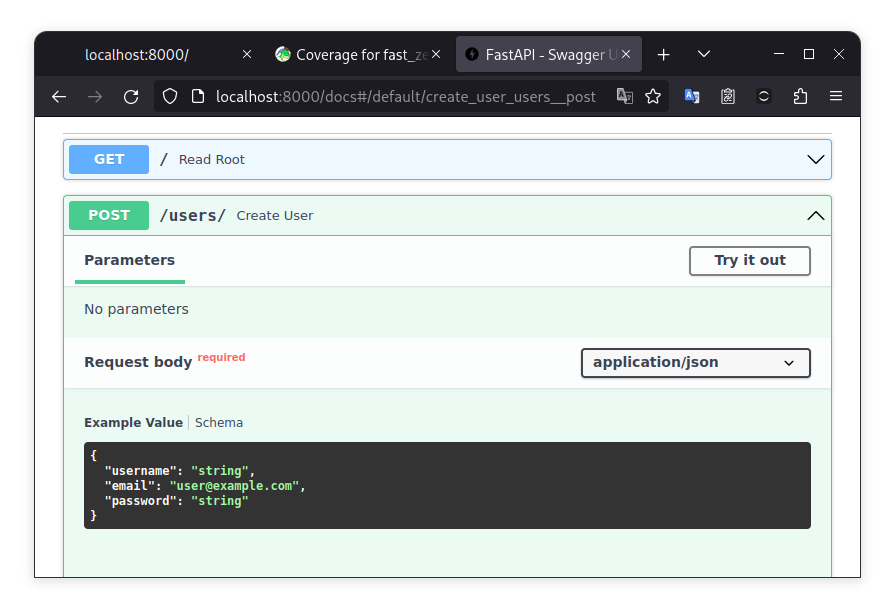 localhost:8000/
Coverage for fast_ze
FastAPI - Swagger U
localhost:8000/docs#/default/create_user_users__post
GET / Read Root
POST /users/ Create User
Parameters
Try it out
No parameters
Request body required
application/json
Example Value
Schema
{
"username": "string",
"email": "user@example.com",
"password": "string"
}